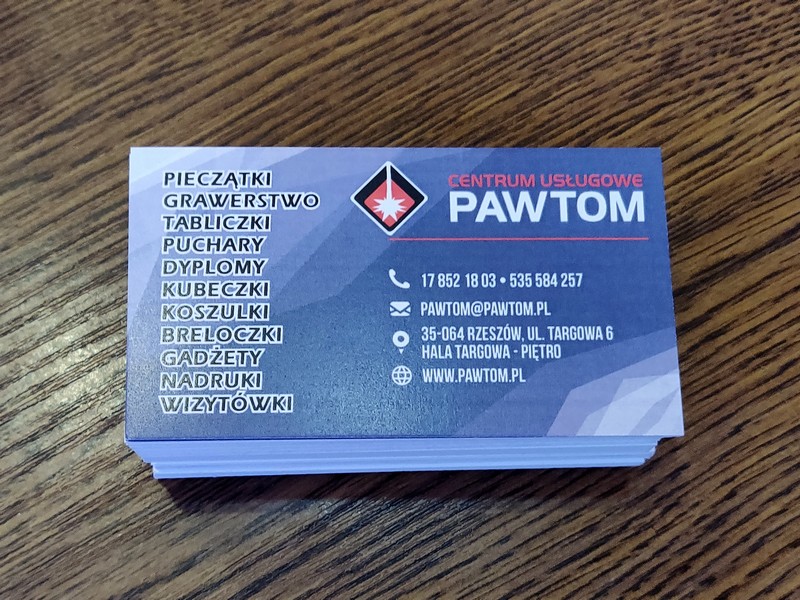 PIECZĄTKI
GRAWERSTWO
TABLICZKI
PUCHARY
DYPLOMY
KUBECZKI
KOSZULKI
BRELOCZKI
GADŻETY
NADRUKI
WIZYTÓWKI
CENTRUM USŁUGOWE
PAWTOM
17 852 18 03 • 535 584 257
PAWTOM@PAWTOM.PL
35-064 RZESZÓW, UL. TARGOWA 6
HALA TARGOWA - PIĘTRO
WWW.PAWTOM.PL